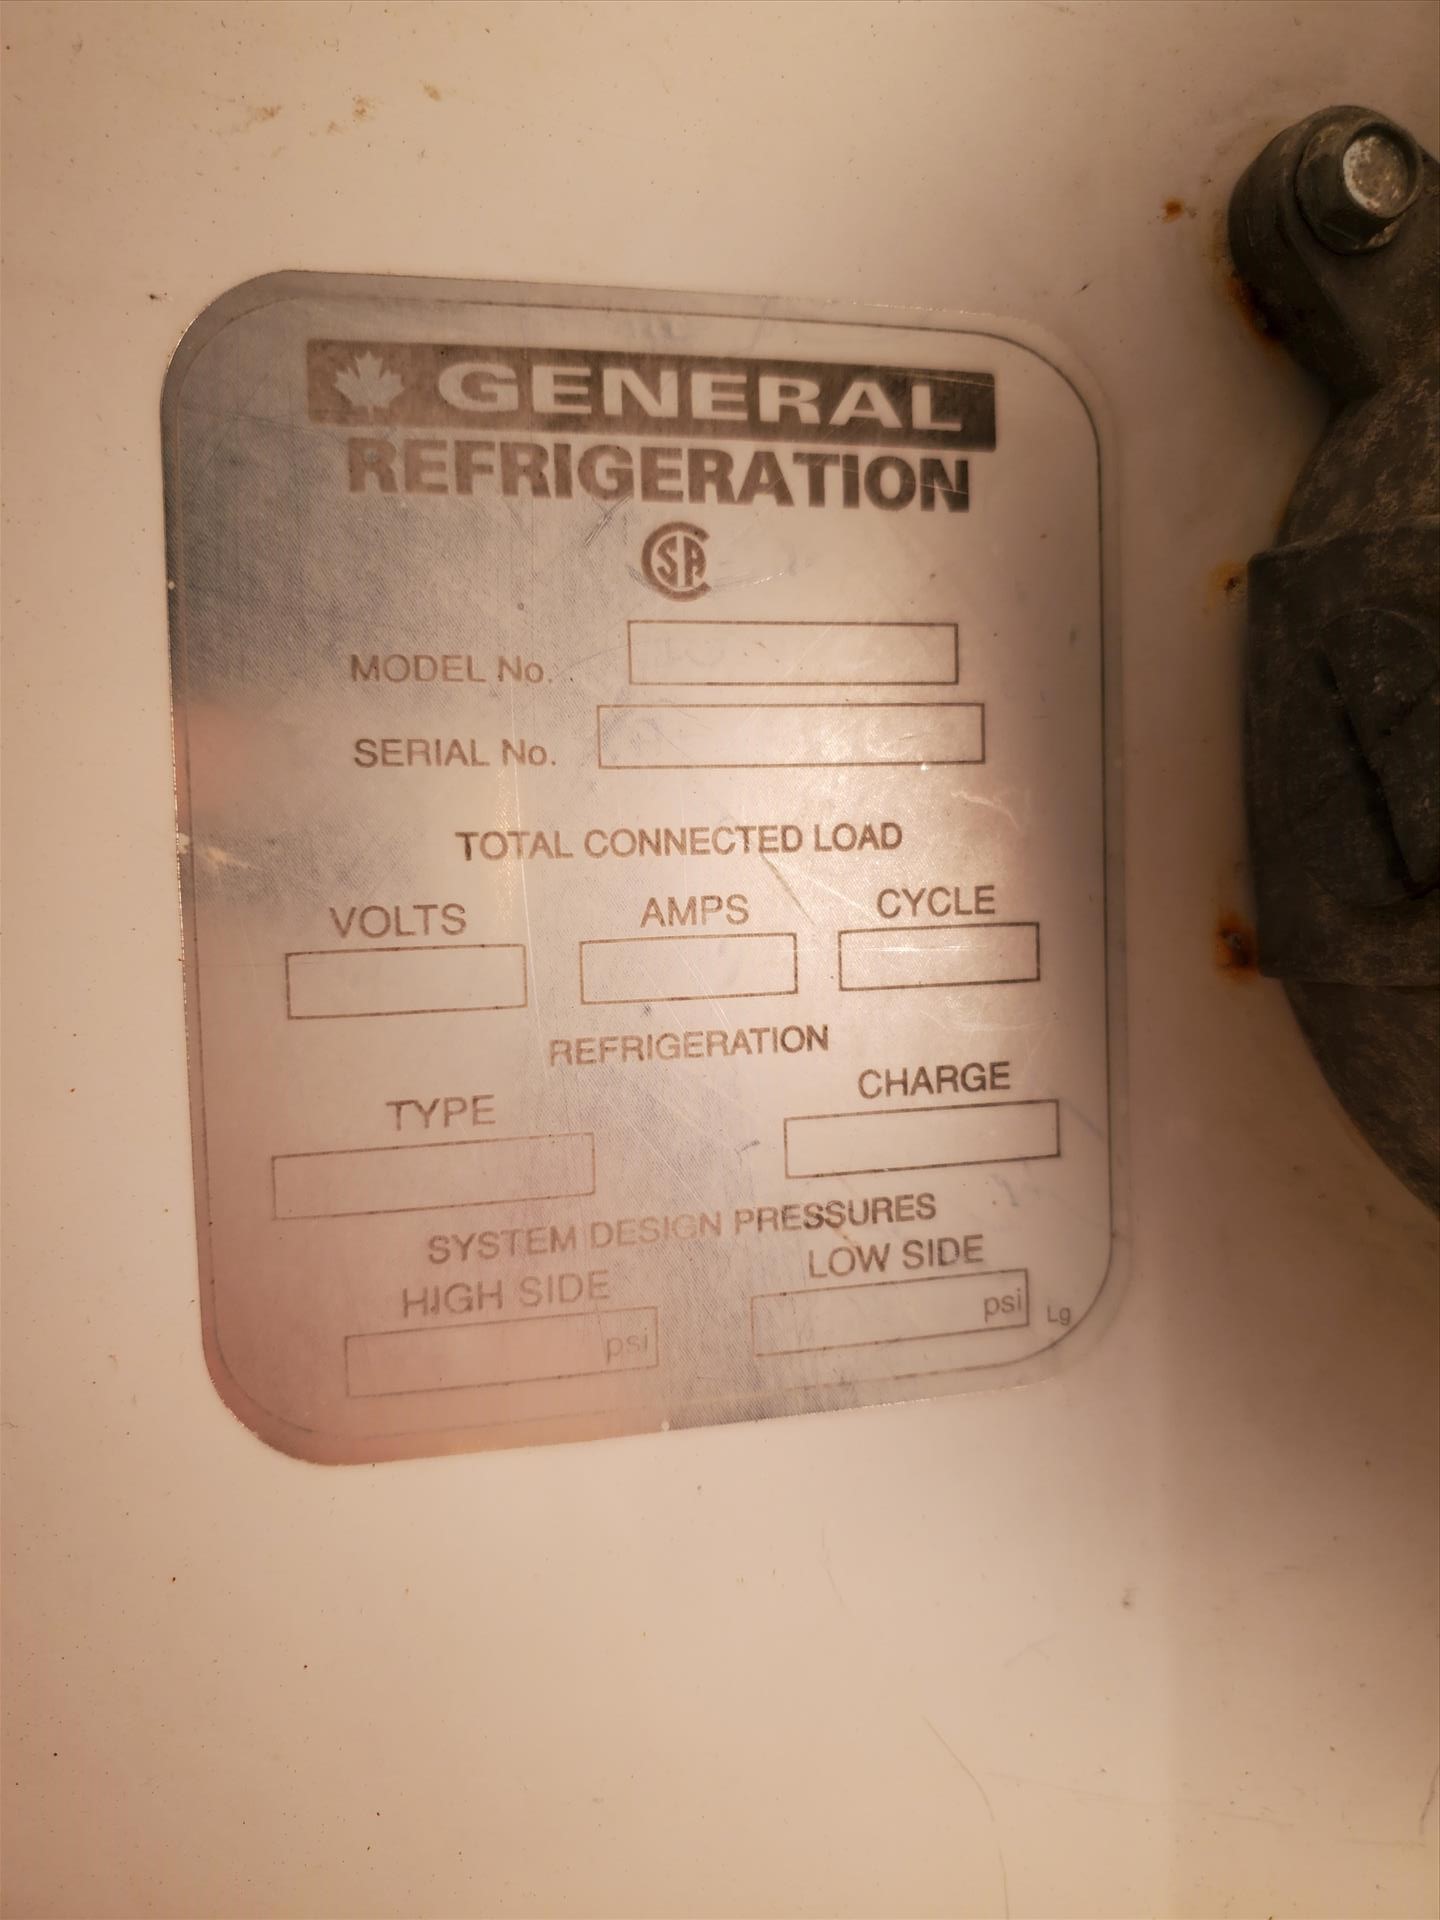 GENERAL
REFRIGERATION
CSA
MODEL No.
SERIAL No.
TOTAL CONNECTED LOAD
VOLTS AMPS CYCLE
REFRIGERATION
TYPE CHARGE
SYSTEM DESIGN PRESSURES
HIGH SIDE LOW SIDE
psi psi Lg